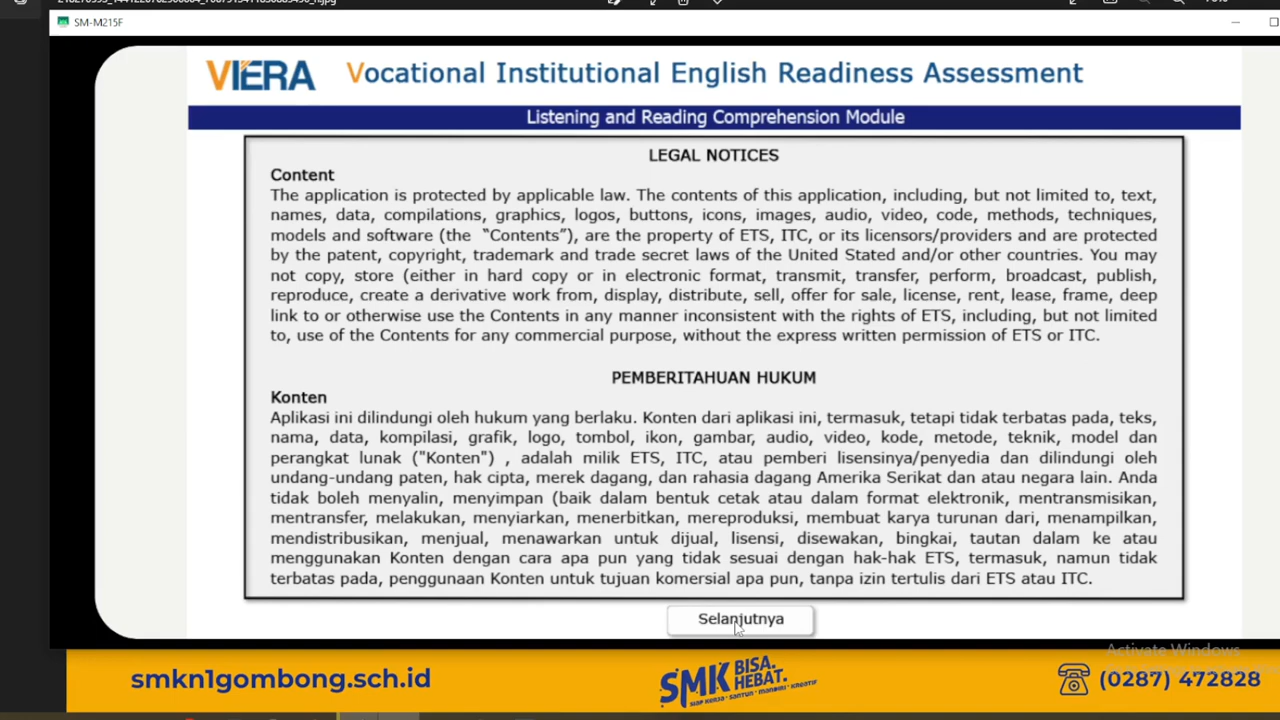 SM-M215F
VIERA Vocational Institutional English Readiness Assessment
Listening and Reading Comprehension Module
LEGAL NOTICES
Content
The application is protected by applicable law. The contents of this application, including, but not limited to, text,
names, data, compilations, graphics, logos, buttons, icons, images, audio, video, code, methods, techniques,
models and software (the “Contents”), are the property of ETS, ITC, or its licensors/providers and are protected
by the patent, copyright, trademark and trade secret laws of the United Stated and/or other countries. You may
not copy, store (either in hard copy or in electronic format, transmit, transfer, perform, broadcast, publish,
reproduce, create a derivative work from, display, distribute, sell, offer for sale, license, rent, lease, frame, deep
link to or otherwise use the Contents in any manner inconsistent with the rights of ETS, including, but not limited
to, use of the Contents for any commercial purpose, without the express written permission of ETS or ITC.
PEMBERITAHUAN HUKUM
Konten
Aplikasi ini dilindungi oleh hukum yang berlaku. Konten dari aplikasi ini, termasuk, tetapi tidak terbatas pada, teks,
nama, data, kompilasi, grafik, logo, tombol, ikon, gambar, audio, video, kode, metode, teknik, model dan
perangkat lunak ("Konten") , adalah milik ETS, ITC, atau pemberi lisensinya/penyedia dan dilindungi oleh
undang-undang paten, hak cipta, merek dagang, dan rahasia dagang Amerika Serikat dan atau negara lain. Anda
tidak boleh menyalin, menyimpan (baik dalam bentuk cetak atau dalam format elektronik, mentransmisikan,
mentransfer, melakukan, menyiarkan, menerbitkan, mereproduksi, membuat karya turunan dari, menampilkan,
mendistribusikan, menjual, menawarkan untuk dijual, lisensi, disewakan, bingkai, tautan dalam ke atau
menggunakan Konten dengan cara apa pun yang tidak sesuai dengan hak-hak ETS, termasuk, namun tidak
terbatas pada, penggunaan Konten untuk tujuan komersial apa pun, tanpa izin tertulis dari ETS atau ITC.
Selanjutnya
Activate Windows
smkn1gombong.sch.id
SMK BISA.
HEBAT.
SIAP KERJA • SANTUN • MANDIRI • KREATIF
(0287) 472828